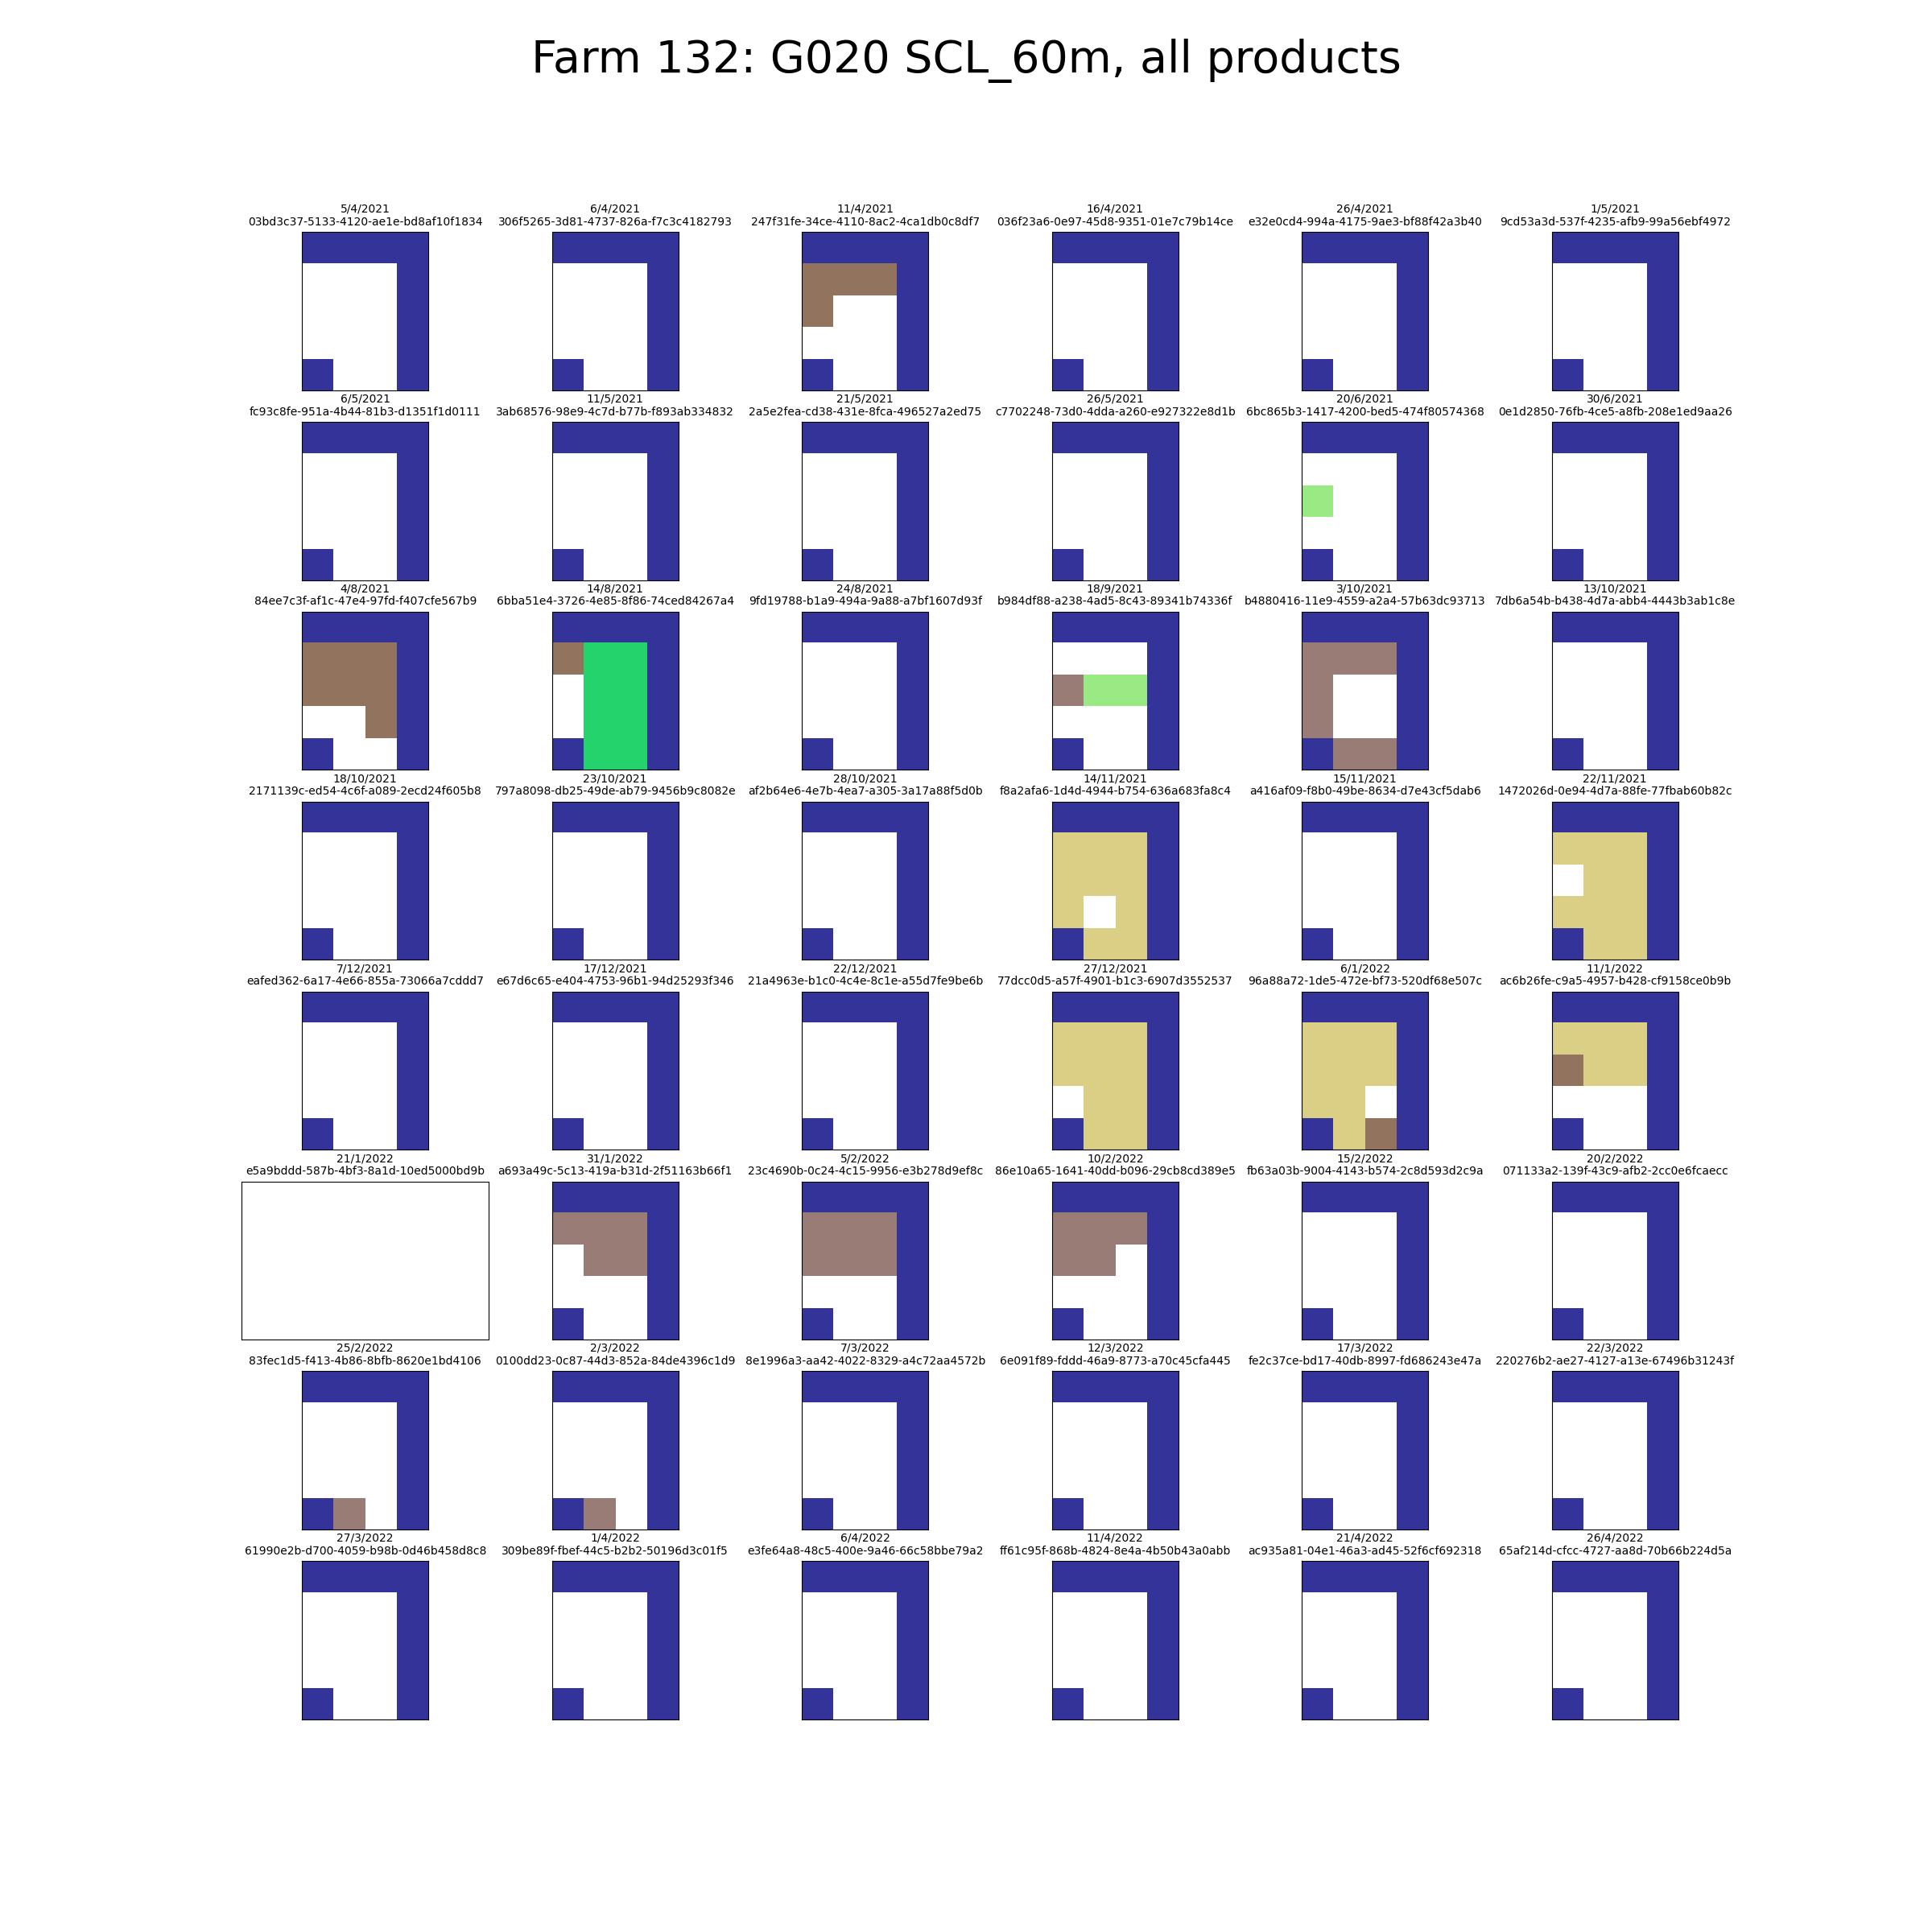 Farm 132: G020 SCL_60m, all products
5/4/2021
03bd3c37-5133-4120-ae1e-bd8af10f1834
6/4/2021
306f5265-3d81-4737-826a-f7c3c4182793
11/4/2021
247f31fe-34ce-4110-8ac2-4ca1db0c8df7
16/4/2021
036f23a6-0e97-45d8-9351-01e7c79b14ce
26/4/2021
e32e0cd4-994a-4175-9ae3-bf88f42a3b40
1/5/2021
9cd53a3d-537f-4235-afb9-99a56ebf4972
6/5/2021
fc93c8fe-951a-4b44-81b3-d1351f1d0111
11/5/2021
3ab68576-98e9-4c7d-b77b-f893ab334832
21/5/2021
2a5e2fea-cd38-431e-8fca-496527a2ed75
26/5/2021
c7702248-73d0-4dda-a260-e927322e8d1b
20/6/2021
6bc865b3-1417-4200-bed5-474f80574368
30/6/2021
0e1d2850-76fb-4ce5-a8fb-208e1ed9aa26
4/8/2021
84ee7c3f-af1c-47e4-97fd-f407cfe567b9
14/8/2021
6bba51e4-3726-4e85-8f86-74ced84267a4
24/8/2021
9fd19788-b1a9-494a-9a88-a7bf1607d93f
18/9/2021
b984df88-a238-4ad5-8c43-89341b74336f
3/10/2021
b4880416-11e9-4559-a2a4-57b63dc93713
13/10/2021
7db6a54b-b438-4d7a-abb4-4443b3ab1c8e
18/10/2021
2171139c-ed54-4c6f-a089-2ecd24f605b8
23/10/2021
797a8098-db25-49de-ab79-9456b9c8082e
28/10/2021
af2b64e6-4e7b-4ea7-a305-3a17a88f5d0b
14/11/2021
f8a2afa6-1d4d-4944-b754-636a683fa8c4
15/11/2021
a416af09-f8b0-49be-8634-d7e43cf5dab6
22/11/2021
1472026d-0e94-4d7a-88fe-77fbab60b82c
7/12/2021
eafed362-6a17-4e66-855a-73066a7cddd7
17/12/2021
e67d6c65-e404-4753-96b1-94d25293f346
22/12/2021
21a4963e-b1c0-4c4e-8c1e-a55d7fe9be6b
27/12/2021
77dcc0d5-a57f-4901-b1c3-6907d3552537
6/1/2022
96a88a72-1de5-472e-bf73-520df68e507c
11/1/2022
ac6b26fe-c9a5-4957-b428-cf9158ce0b9b
21/1/2022
e5a9bddd-587b-4bf3-8a1d-10ed5000bd9b
31/1/2022
a693a49c-5c13-419a-b31d-2f51163b66f1
5/2/2022
23c4690b-0c24-4c15-9956-e3b278d9ef8c
10/2/2022
86e10a65-1641-40dd-b096-29cb8cd389e5
15/2/2022
fb63a03b-9004-4143-b574-2c8d593d2c9a
20/2/2022
071133a2-139f-43c9-afb2-2cc0e6fcaecc
25/2/2022
83fec1d5-f413-4b86-8bfb-8620e1bd4106
2/3/2022
0100dd23-0c87-44d3-852a-84de4396c1d9
7/3/2022
8e1996a3-aa42-4022-8329-a4c72aa4572b
12/3/2022
6e091f89-fddd-46a9-8773-a70c45cfa445
17/3/2022
fe2c37ce-bd17-40db-8997-fd686243e47a
22/3/2022
220276b2-ae27-4127-a13e-67496b31243f
27/3/2022
61990e2b-d700-4059-b98b-0d46b458d8c8
1/4/2022
309be89f-fbef-44c5-b2b2-50196d3c01f5
6/4/2022
e3fe64a8-48c5-400e-9a46-66c58bbe79a2
11/4/2022
ff61c95f-868b-4824-8e4a-4b50b43a0abb
21/4/2022
ac935a81-04e1-46a3-ad45-52f6cf692318
26/4/2022
65af214d-cfcc-4727-aa8d-70b66b224d5a